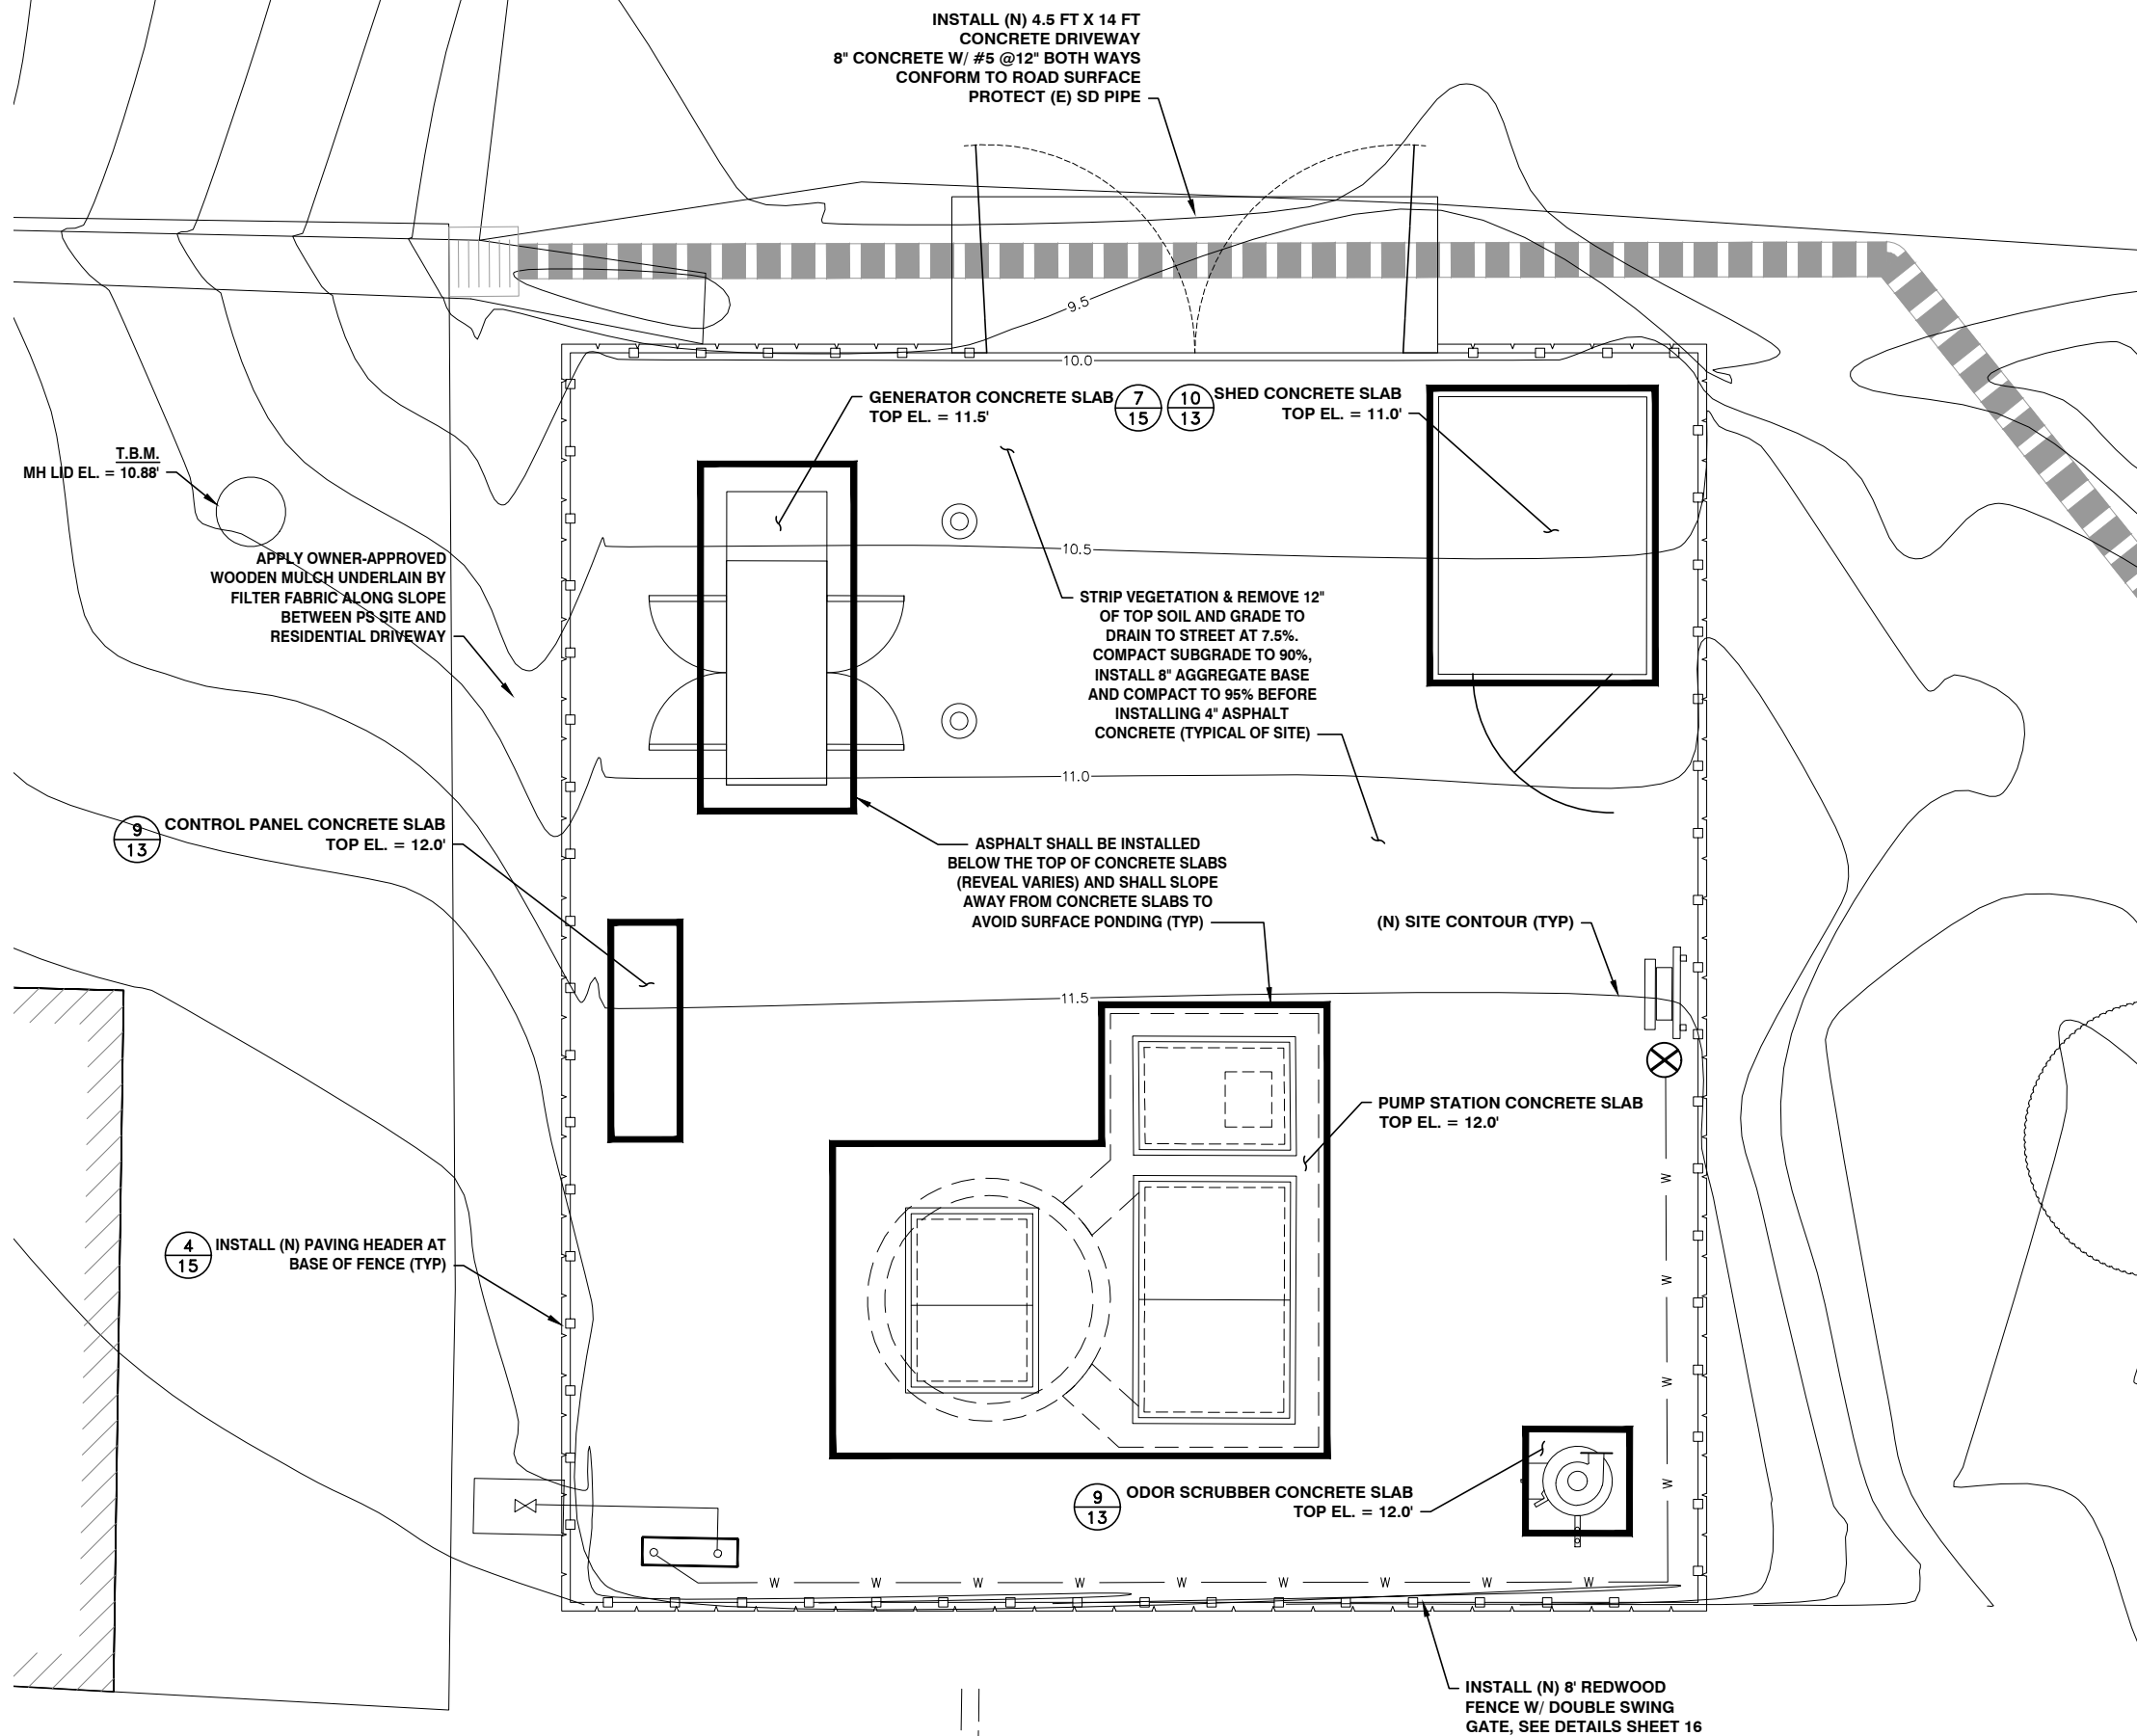 INSTALL (N) 4.5 FT X 14 FT
CONCRETE DRIVEWAY
8" CONCRETE W/ #5 @12" BOTH WAYS
CONFORM TO ROAD SURFACE
PROTECT (E) SD PIPE
9.5
10.0
GENERATOR CONCRETE SLAB
TOP EL. = 11.5'
7
15
10
13
SHED CONCRETE SLAB
TOP EL. = 11.0'
T.B.M.
MH LID EL. = 10.88'
10.5
APPLY OWNER-APPROVED
WOODEN MULCH UNDERLAIN BY
FILTER FABRIC ALONG SLOPE
BETWEEN PS SITE AND
RESIDENTIAL DRIVEWAY
STRIP VEGETATION & REMOVE 12"
OF TOP SOIL AND GRADE TO
DRAIN TO STREET AT 7.5%.
COMPACT SUBGRADE TO 90%,
INSTALL 8" AGGREGATE BASE
AND COMPACT TO 95% BEFORE
INSTALLING 4" ASPHALT
CONCRETE (TYPICAL OF SITE)
11.0
9
13
CONTROL PANEL CONCRETE SLAB
TOP EL. = 12.0'
ASPHALT SHALL BE INSTALLED
BELOW THE TOP OF CONCRETE SLABS
(REVEAL VARIES) AND SHALL SLOPE
AWAY FROM CONCRETE SLABS TO
AVOID SURFACE PONDING (TYP)
(N) SITE CONTOUR (TYP)
11.5
PUMP STATION CONCRETE SLAB
TOP EL. = 12.0'
W
W
W
W
4
15
INSTALL (N) PAVING HEADER AT
BASE OF FENCE (TYP)
9
13
ODOR SCRUBBER CONCRETE SLAB
TOP EL. = 12.0'
W W W W W W W W W
INSTALL (N) 8' REDWOOD
FENCE W/ DOUBLE SWING
GATE, SEE DETAILS SHEET 16